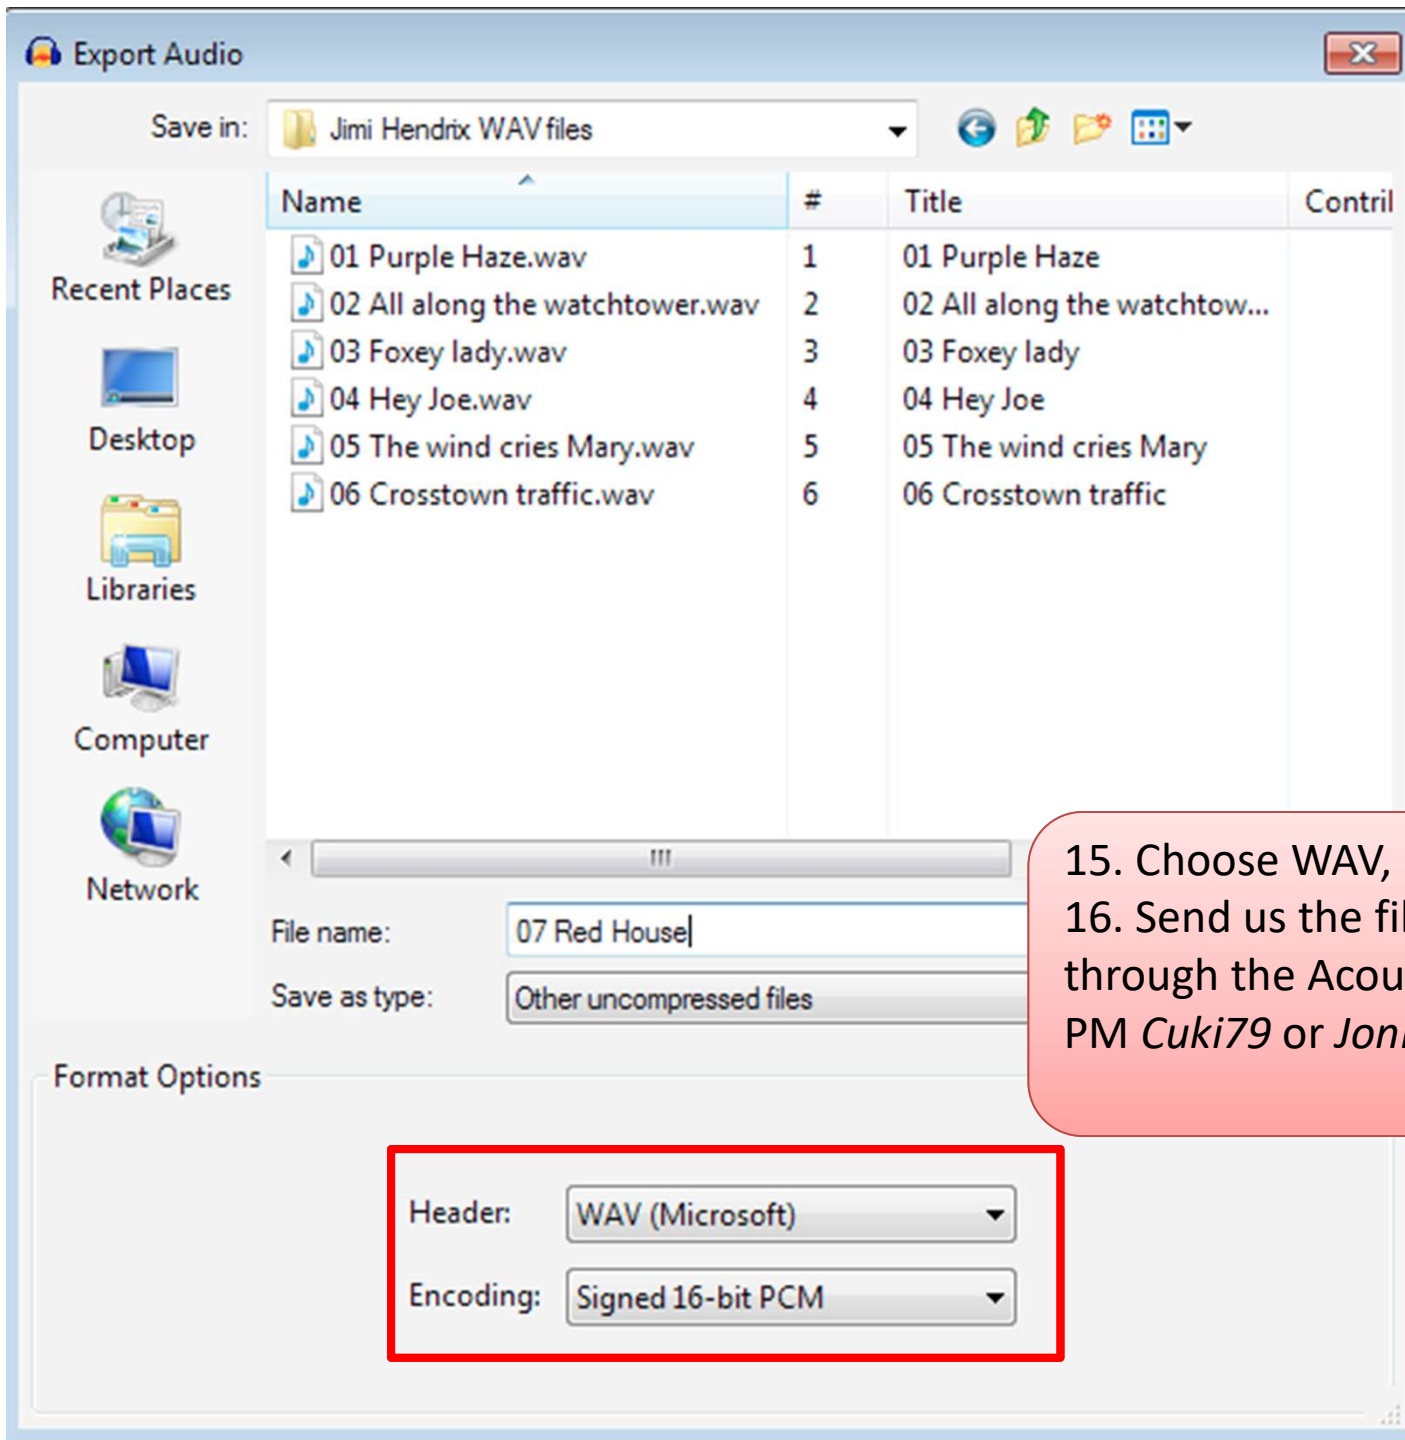 Export Audio
Save in: Jimi Hendrix WAV files
Name # Title Contril
01 Purple Haze.wav 1 01 Purple Haze
02 All along the watchtower.wav 2 02 All along the watchtow...
03 Foxey lady.wav 3 03 Foxey lady
04 Hey Joe.wav 4 04 Hey Joe
05 The wind cries Mary.wav 5 05 The wind cries Mary
06 Crosstown traffic.wav 6 06 Crosstown traffic
Recent Places
Desktop
Libraries
Computer
Network
File name: 07 Red House
Save as type: Other uncompressed files
15. Choose WAV,
16. Send us the
through the
PM Cuki79 or
Format Options
Header: WAV (Microsoft)
Encoding: Signed 16-bit PCM